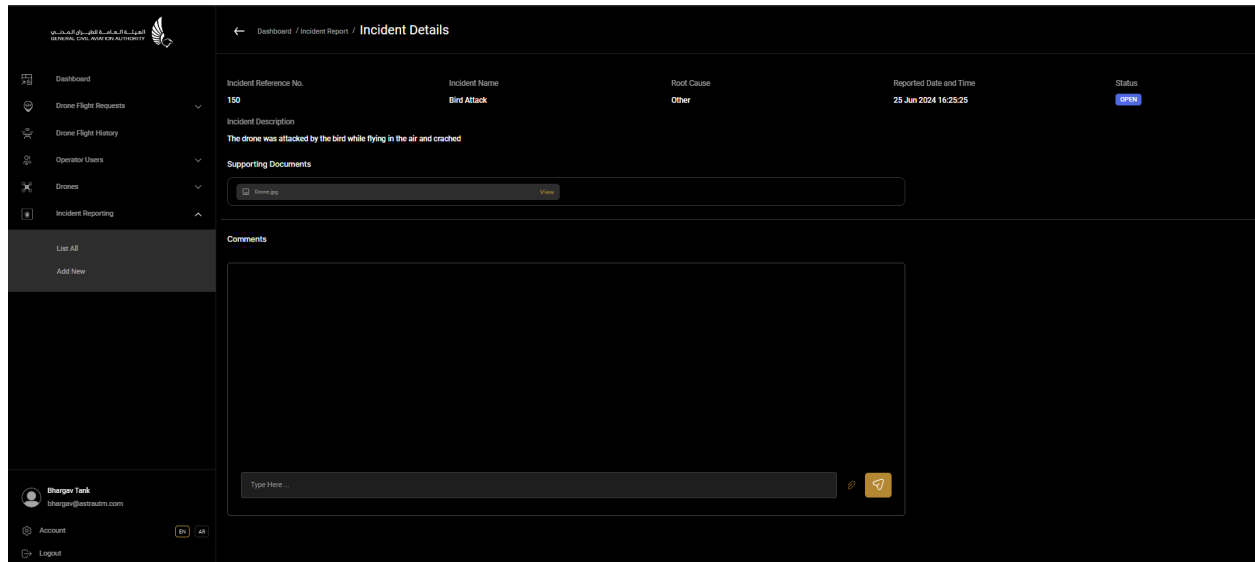 الهيئة العامة للطيران المدني
GENERAL CIVIL AVIATION AUTHORITY
Dashboard
Drone Flight Requests
Drone Flight History
Operator Users
Drones
Incident Reporting
List All
Add New
Bhargav Tank
bhargav@astrautm.com
Account EN AR
Logout
Dashboard / Incident Report / Incident Details
Incident Reference No. Incident Name Root Cause Reported Date and Time Status
150 Bird Attack Other 25 Jun 2024 16:25:25 OPEN
Incident Description
The drone was attacked by the bird while flying in the air and crached
Supporting Documents
Drone.jpg View
Comments
Type Here ...